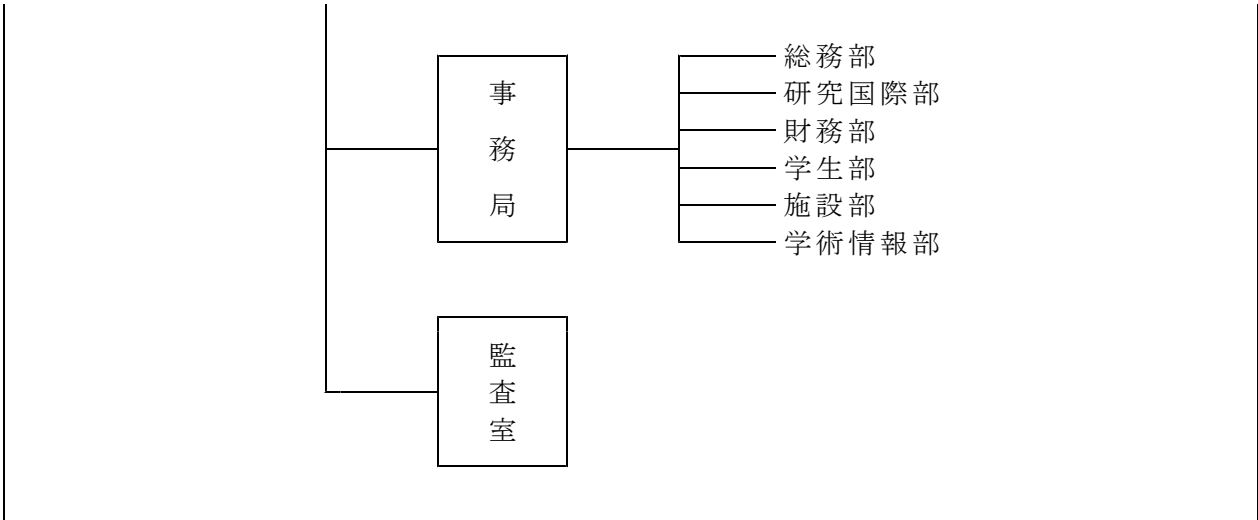 事務局
総務部
研究国際部
財務部
学生部
施設部
学術情報部
監査室